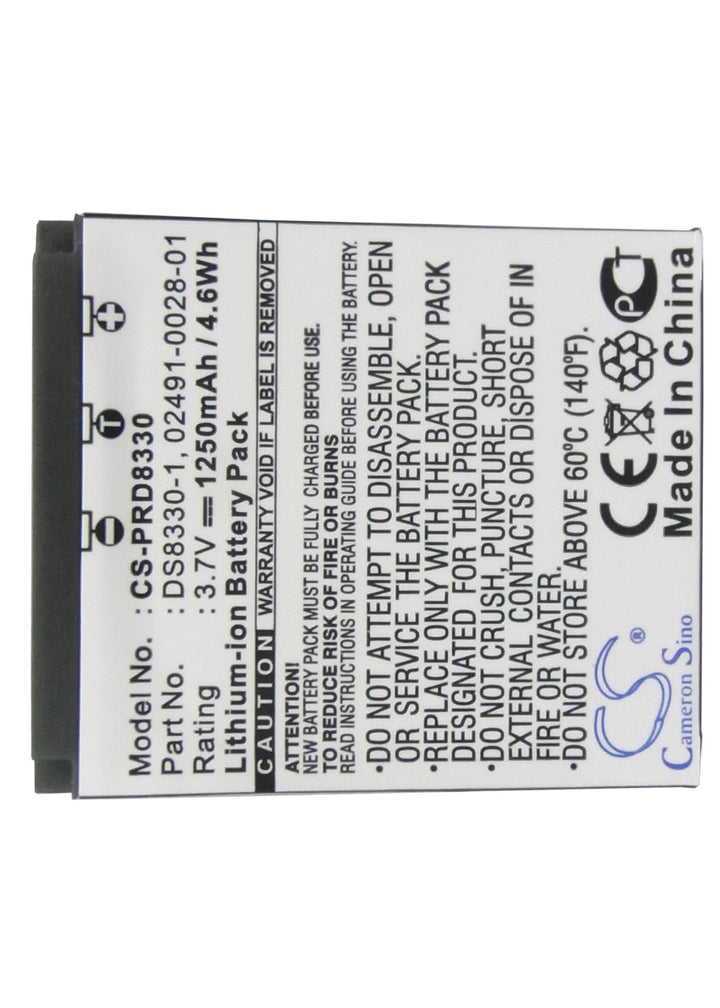 Model No. : CS-PRD8330
Part No. : DS8330-1, 02491-0028-01
Rating : 3.7V 1250mAh / 4.6Wh
Lithium-ion Battery Pack
CAUTION WARRANTY VOID IF LABEL IS REMOVED
ATTENTION!
NEW BATTERY PACK MUST BE FULLY CHARGED BEFORE USE.
TO REDUCE RISK OF FIRE OR BURNS
READ INSTRUCTIONS IN OPERATING GUIDE BEFORE USING THE BATTERY.
•DO NOT ATTEMPT TO DISASSEMBLE, OPEN
OR SERVICE THE BATTERY PACK.
•REPLACE ONLY WITH THE BATTERY PACK
DESIGNATED FOR THIS PRODUCT.
•DO NOT CRUSH, PUNCTURE, SHORT
EXTERNAL CONTACTS OR DISPOSE OF IN
FIRE OR WATER.
•DO NOT STORE ABOVE 60ºC (140ºF).
CS®
Cameron Sino
CE
PCT
Made In China
T